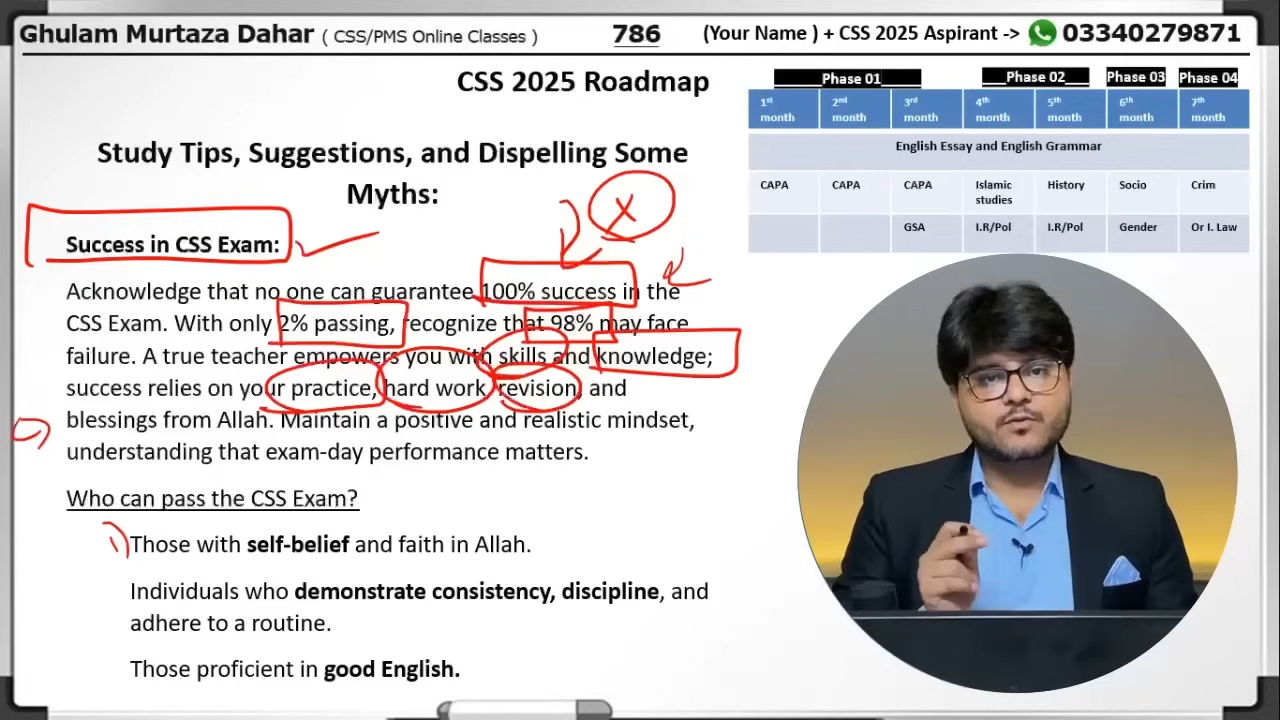 Ghulam Murtaza Dahar ( CSS/PMS Online Classes ) 786 (Your Name ) + CSS 2025 Aspirant -> 03340279871
CSS 2025 Roadmap
Study Tips, Suggestions, and Dispelling Some
Myths:
X
Success in CSS Exam:
Acknowledge that no one can guarantee 100% success in the
CSS Exam. With only 2% passing, recognize that 98% may face
failure. A true teacher empowers you with skills and knowledge;
success relies on your practice, hard work, revision, and
blessings from Allah. Maintain a positive and realistic mindset,
understanding that exam-day performance matters.
Who can pass the CSS Exam?
1) Those with self-belief and faith in Allah.
Individuals who demonstrate consistency, discipline, and
adhere to a routine.
Those proficient in good English.
Phase 01 Phase 02 Phase 03 Phase 04
1st month 2nd month 3rd month 4th month 5th month 6th month 7th month
English Essay and English Grammar
CAPA CAPA CAPA Islamic studies History Socio Crim
GSA I.R/Pol I.R/Pol Gender Or I. Law